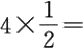 4 × 1/2 =